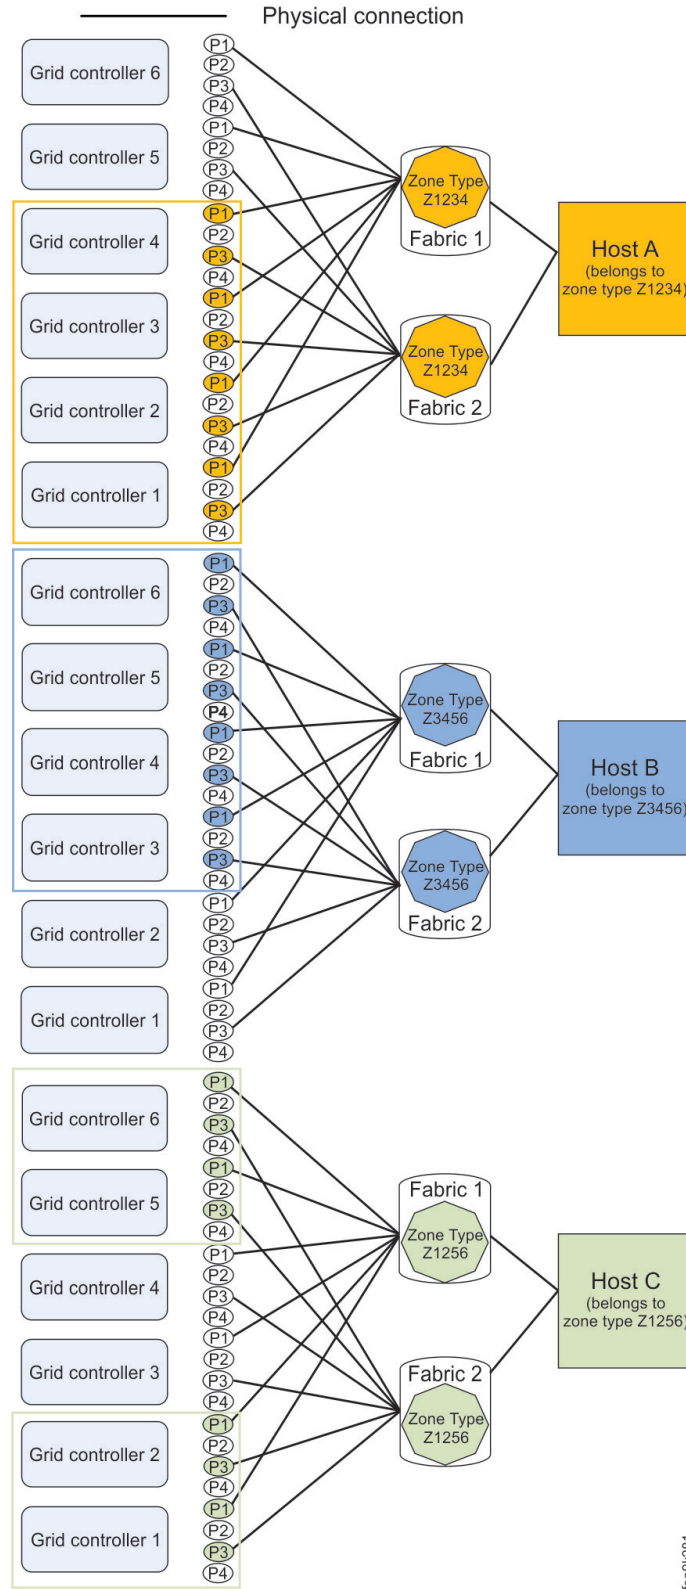 Physical connection
P1
Grid controller 6
P2
P3
P4
P1
Grid controller 5
P2
P3
P4
P1
Grid controller 4
P2
P3
P4
P1
Grid controller 3
P2
P3
P4
P1
Grid controller 2
P2
P3
P4
P1
Grid controller 1
P2
P3
P4
Zone Type
Z1234
Fabric 1
Zone Type
Z1234
Fabric 2
Host A
(belongs to
zone type Z1234)
P1
Grid controller 6
P2
P3
P4
P1
Grid controller 5
P2
P3
P4
P1
Grid controller 4
P2
P3
P4
P1
Grid controller 3
P2
P3
P4
P1
Grid controller 2
P2
P3
P4
P1
Grid controller 1
P2
P3
P4
Zone Type
Z3456
Fabric 1
Zone Type
Z3456
Fabric 2
Host B
(belongs to
zone type Z3456)
P1
Grid controller 6
P2
P3
P4
P1
Grid controller 5
P2
P3
P4
P1
Grid controller 4
P2
P3
P4
P1
Grid controller 3
P2
P3
P4
P1
Grid controller 2
P2
P3
P4
P1
Grid controller 1
P2
P3
P4
Fabric 1
Zone Type
Z1256
Fabric 2
Zone Type
Z1256
Host C
(belongs to
zone type Z1256)